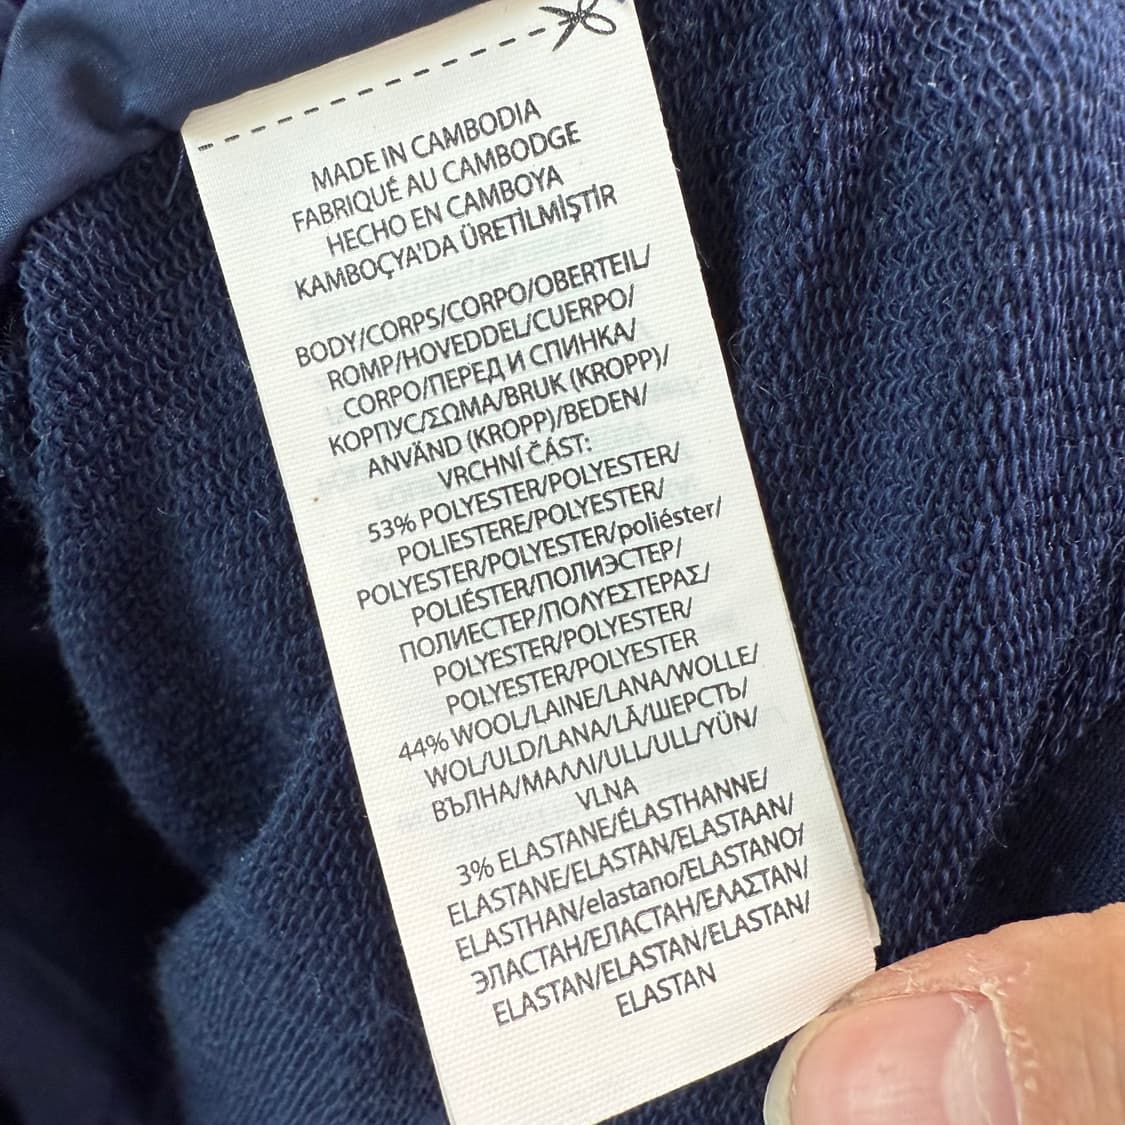 MADE IN CAMBODIA
FABRIQUÉ AU CAMBODGE
HECHO EN CAMBOYA
KAMBOÇYA'DA ÜRETİLMİŞTİR
BODY/CORPS/CORPO/OBERTEIL/
ROMP/HOVEDDEL/CUERPO/
CORPO/ПЕРЕД И СПИНКА/
КОРПУС/ΣΩΜΑ/BRUK (KROPP)/
ANVÄND (KROPP)/BEDEN/
VRCHNÍ ČÁST:
53% POLYESTER/POLYESTER/
POLIESTERE/POLYESTER/
POLYESTER/POLYESTER/poliéster/
POLIÉSTER/ПОЛИЭСТЕР/
ПОЛИЕСТЕР/ΠΟΛΥΕΣΤΕΡΑΣ/
POLYESTER/POLYESTER/
POLYESTER/POLYESTER
44% WOOL/LAINE/LANA/WOLLE/
WOL/ULD/LANA/LÃ/ШЕРСТЬ/
ВЪЛНА/ΜΑΛΛΙ/ULL/ULL/YÜN/
VLNA
3% ELASTANE/ÉLASTHANNE/
ELASTANE/ELASTAN/ELASTAAN/
ELASTHAN/elastano/ELASTANO/
ЭЛАСТАН/ЕЛАСТАН/ΕΛΑΣΤΑΝ/
ELASTAN/ELASTAN/ELASTAN/
ELASTAN